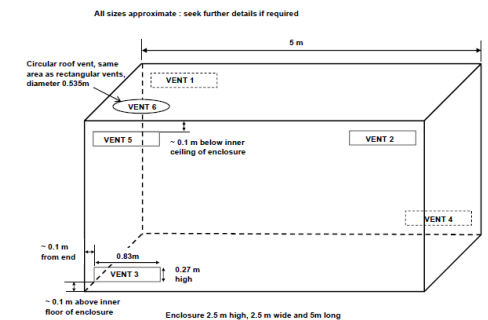 All sizes approximate : seek further details if required
5 m
Circular roof vent, same
area as rectangular vents,
diameter 0.535m
VENT 1
VENT 6
VENT 5
~ 0.1 m below inner
ceiling of enclosure
VENT 2
VENT 4
~ 0.1 m
from end
0.83m
VENT 3
0.27 m
high
~ 0.1 m above inner
floor of enclosure
Enclosure 2.5 m high, 2.5 m wide and 5m long